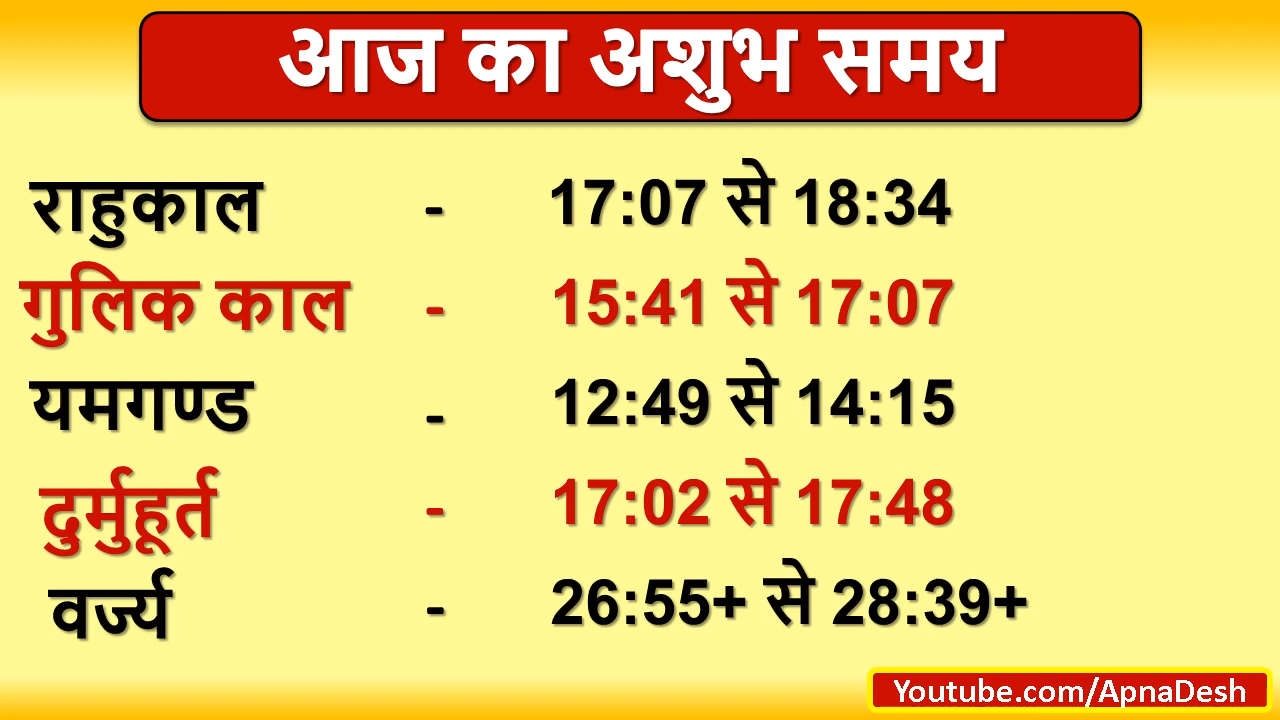 आज का अशुभ समय
राहुकाल - 17:07 से 18:34
गुलिक काल - 15:41 से 17:07
यमगण्ड - 12:49 से 14:15
दुर्मुहूर्त - 17:02 से 17:48
वर्ज्य - 26:55+ से 28:39+
Youtube.com/ApnaDesh